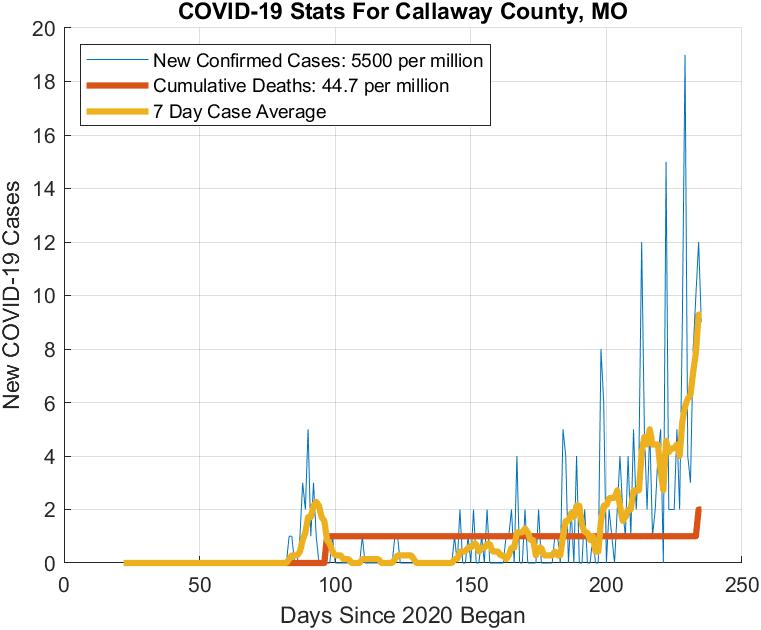 COVID-19 Stats For Callaway County, MO
New Confirmed Cases: 5500 per million
Cumulative Deaths: 44.7 per million
7 Day Case Average
New COVID-19 Cases
20
18
16
14
12
10
8
6
4
2
0
0 50 100 150 200 250
Days Since 2020 Began